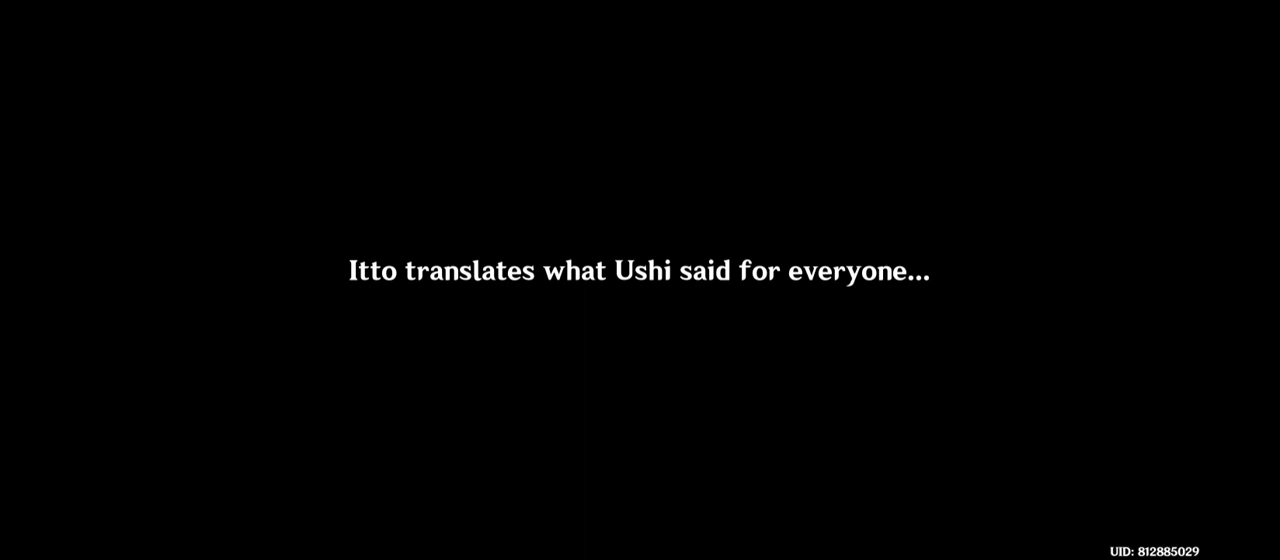 Itto translates what Ushi said for everyone...
UID: 812885029